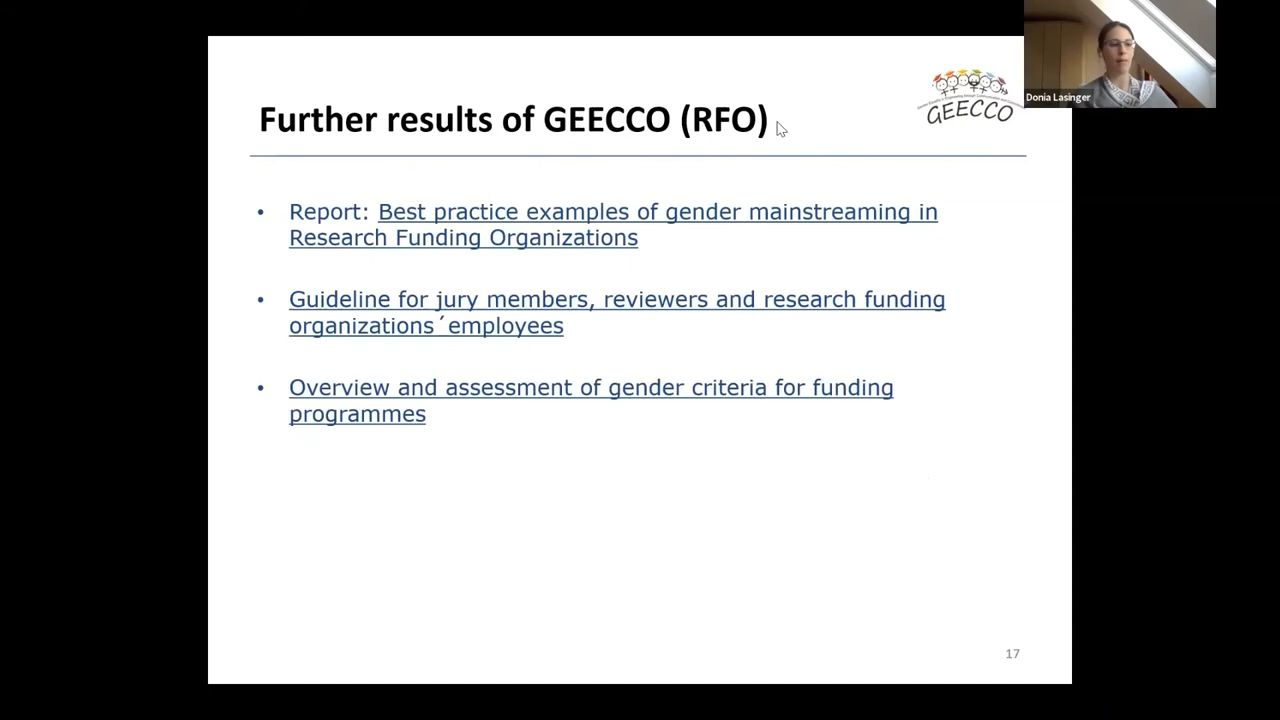 Further results of GEECCO (RFO)
GEECCO
Donia Lasinger
• Report: Best practice examples of gender mainstreaming in
Research Funding Organizations
• Guideline for jury members, reviewers and research funding
organizations´employees
• Overview and assessment of gender criteria for funding
programmes
17